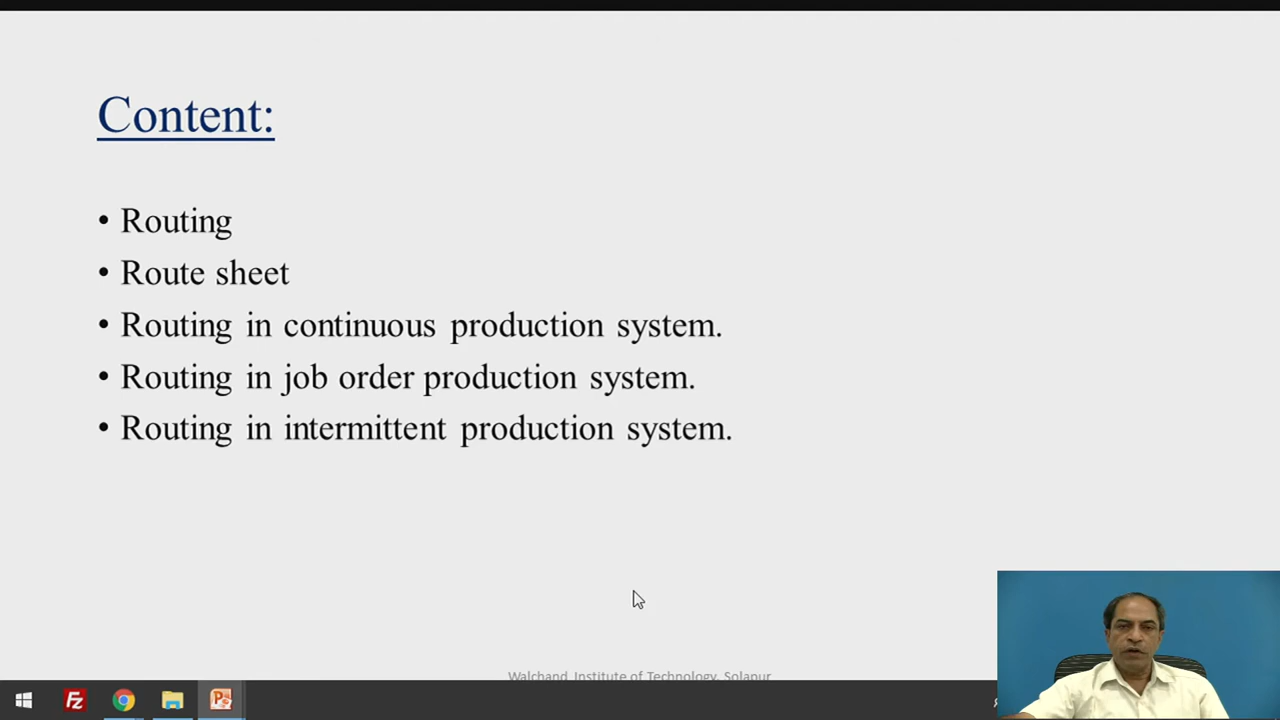 Content:
• Routing
• Route sheet
• Routing in continuous production system.
• Routing in job order production system.
• Routing in intermittent production system.
Walchand Institute of Technology, Solapur
Fz
P